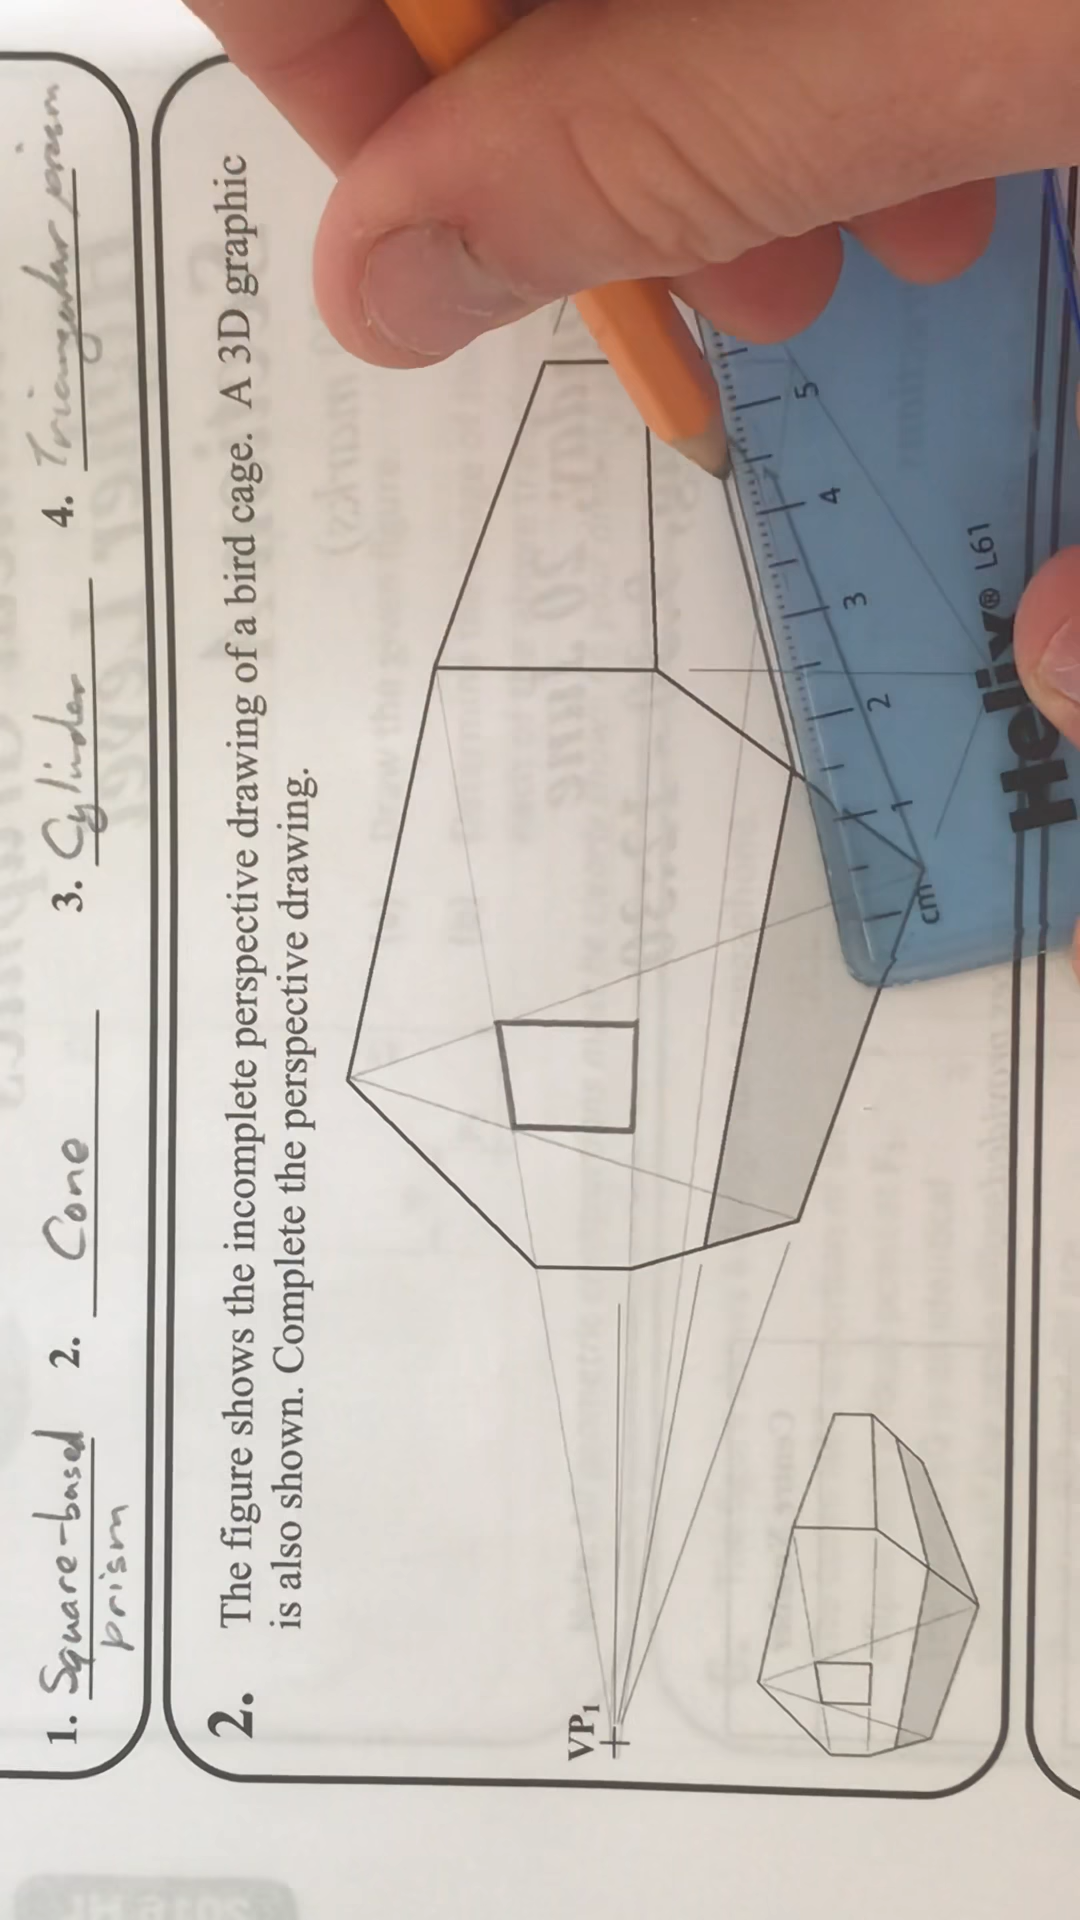 1. Square-based prism 2. Cone 3. Cylinder 4. Triangular prism
2. The figure shows the incomplete perspective drawing of a bird cage. A 3D graphic
is also shown. Complete the perspective drawing.
VP1
cm 1 2 3 4 5
Helix® L61